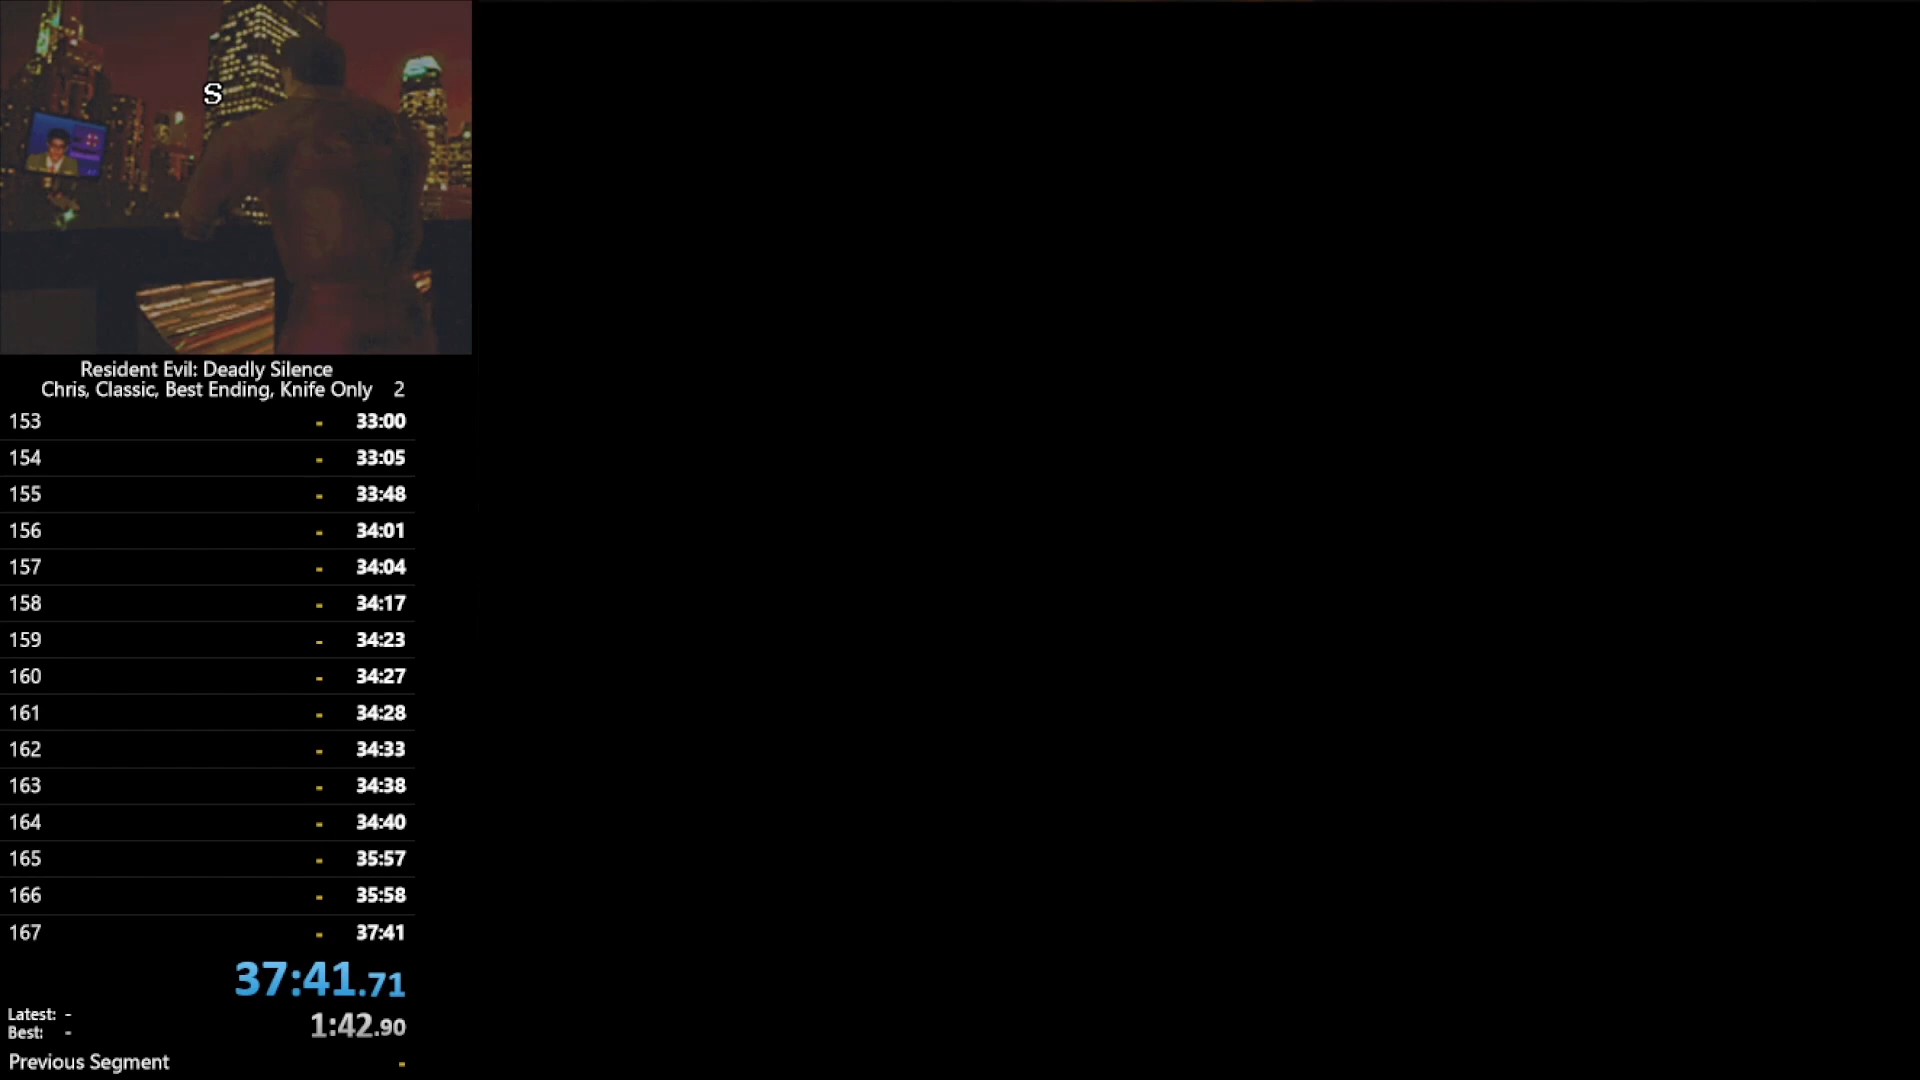 S
Resident Evil: Deadly Silence
Chris, Classic, Best Ending, Knife Only 2
153 - 33:00
154 - 33:05
155 - 33:48
156 - 34:01
157 - 34:04
158 - 34:17
159 - 34:23
160 - 34:27
161 - 34:28
162 - 34:33
163 - 34:38
164 - 34:40
165 - 35:57
166 - 35:58
167 - 37:41
37:41.71
Latest: -
Best: - 1:42.90
Previous Segment -